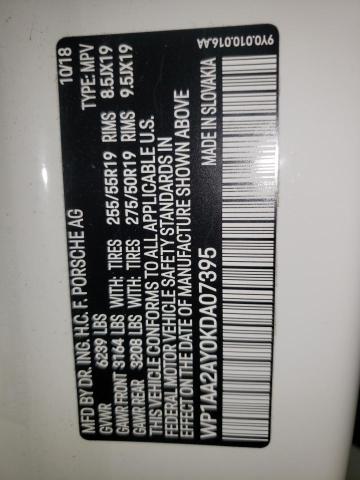 MFD BY DR. ING. H.C. F. PORSCHE AG 10/18
GVWR 6239 LBS TYPE: MPV
GAWR FRONT 3164 LBS WITH: TIRES 255/55R19 RIMS 8.5JX19
GAWR REAR 3208 LBS WITH: TIRES 275/50R19 RIMS 9.5JX19
THIS VEHICLE CONFORMS TO ALL APPLICABLE U.S.
FEDERAL MOTOR VEHICLE SAFETY STANDARDS IN
EFFECT ON THE DATE OF MANUFACTURE SHOWN ABOVE
WP1AA2AY0KDA07395 MADE IN SLOVAKIA
9Y0.010.016.AA